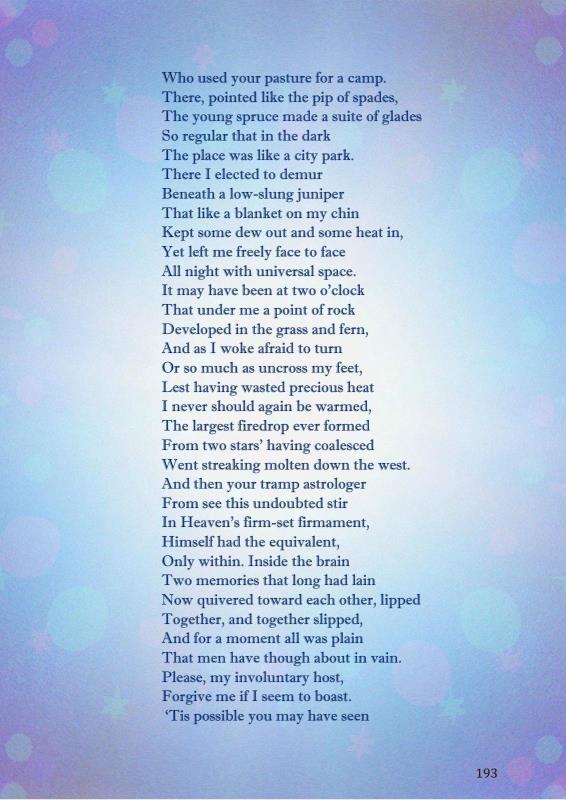 Who used your pasture for a camp.
There, pointed like the pip of spades,
The young spruce made a suite of glades
So regular that in the dark
The place was like a city park.
There I elected to demur
Beneath a low-slung juniper
That like a blanket on my chin
Kept some dew out and some heat in,
Yet left me freely face to face
All night with universal space.
It may have been at two o’clock
That under me a point of rock
Developed in the grass and fern,
And as I woke afraid to turn
Or so much as uncross my feet,
Lest having wasted precious heat
I never should again be warmed,
The largest firedrop ever formed
From two stars’ having coalesced
Went streaking molten down the west.
And then your tramp astrologer
From see this undoubted stir
In Heaven’s firm-set firmament,
Himself had the equivalent,
Only within. Inside the brain
Two memories that long had lain
Now quivered toward each other, lipped
Together, and together slipped,
And for a moment all was plain
That men have though about in vain.
Please, my involuntary host,
Forgive me if I seem to boast.
‘Tis possible you may have seen
193